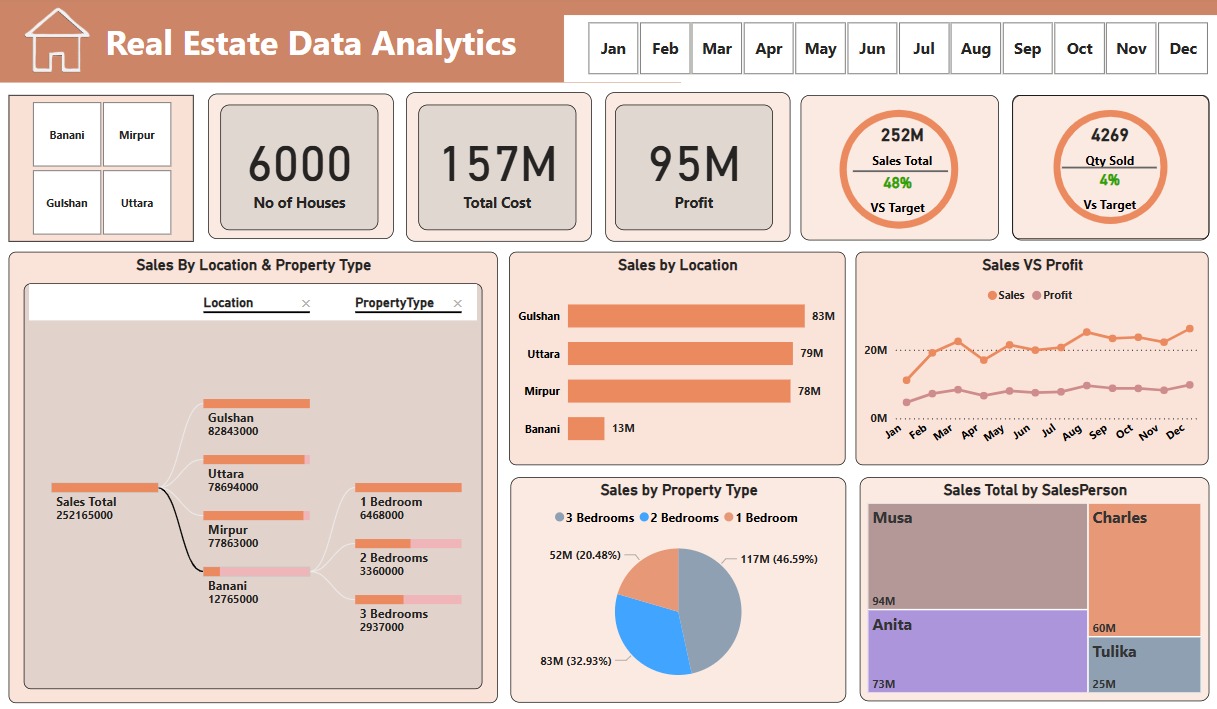 Real Estate Data Analytics
Jan Feb Mar Apr May Jun Jul Aug Sep Oct Nov Dec
Banani Mirpur
Gulshan Uttara
6000
No of Houses
157M
Total Cost
95M
Profit
252M
Sales Total
48%
VS Target
4269
Qty Sold
4%
Vs Target
Sales By Location & Property Type
Location × PropertyType ×
Sales Total
252165000
Gulshan
82843000
Uttara
78694000
Mirpur
77863000
Banani
12765000
1 Bedroom
6468000
2 Bedrooms
3360000
3 Bedrooms
2937000
Sales by Location
Gulshan 83M
Uttara 79M
Mirpur 78M
Banani 13M
Sales VS Profit
Sales Profit
20M
0M
Jan Feb Mar Apr May Jun Jul Aug Sep Oct Nov Dec
Sales by Property Type
3 Bedrooms 2 Bedrooms 1 Bedroom
52M (20.48%)
117M (46.59%)
83M (32.93%)
Sales Total by SalesPerson
Musa
94M
Anita
73M
Charles
60M
Tulika
25M